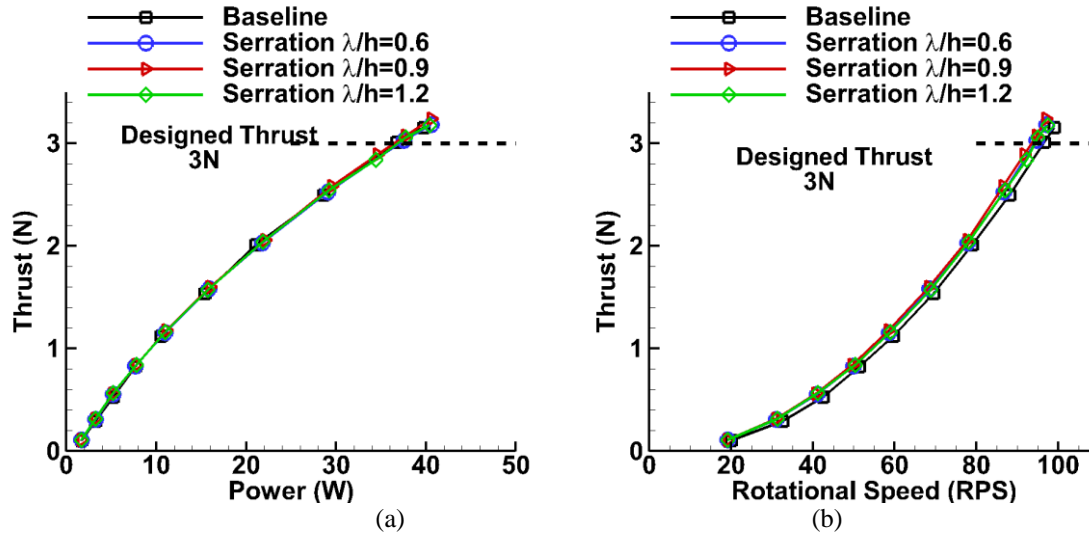 Baseline
Serration λ/h=0.6
Serration λ/h=0.9
Serration λ/h=1.2
3
2
1
0
Thrust (N)
Designed Thrust
3N
0 10 20 30 40 50
Power (W)
(a)
Baseline
Serration λ/h=0.6
Serration λ/h=0.9
Serration λ/h=1.2
3
2
1
0
Thrust (N)
Designed Thrust
3N
0 20 40 60 80 100
Rotational Speed (RPS)
(b)